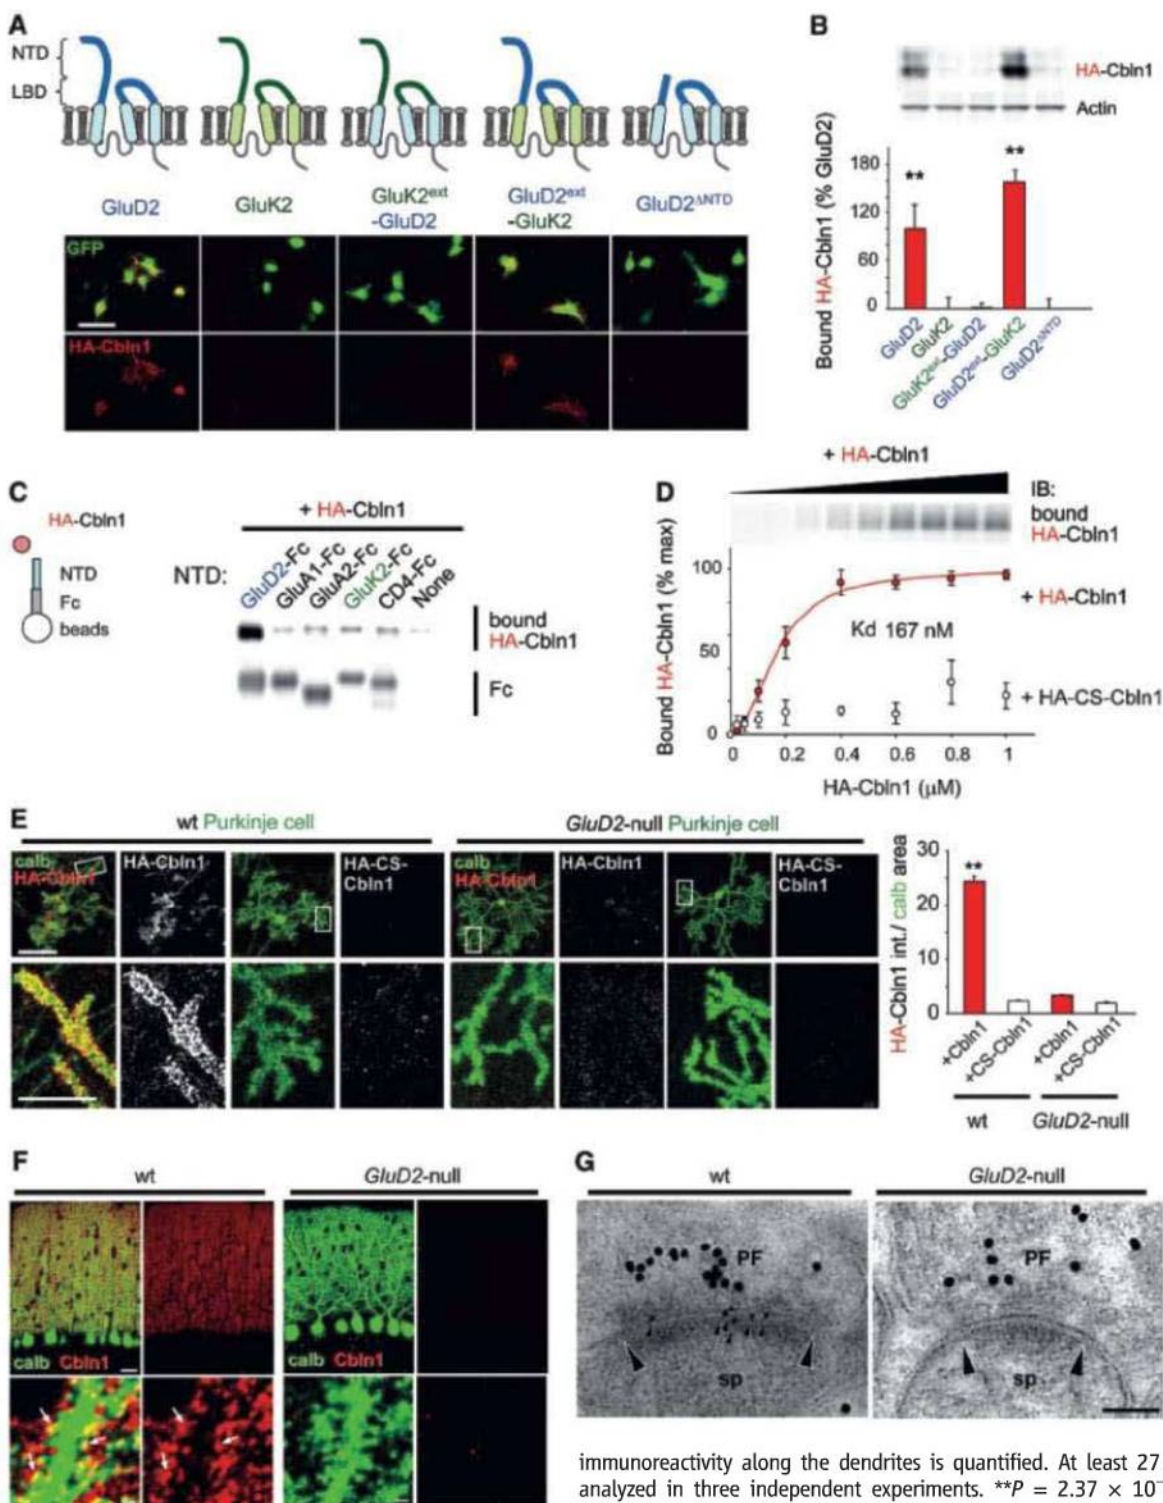 A
NTD
LBD
GluD2
GluK2
GluK2ext
-GluD2
GluD2ext
-GluK2
GluD2ΔNTD
GFP
HA-Cbln1
B
HA-Cbln1
Actin
Bound HA-Cbln1 (% GluD2)
180
120
60
0
**
**
GluD2
GluK2
GluK2ext-GluD2
GluD2ext-GluK2
GluD2ΔNTD
C
HA-Cbln1
NTD
Fc
beads
+ HA-Cbln1
NTD:
GluD2-Fc
GluA1-Fc
GluA2-Fc
GluK2-Fc
CD4-Fc
None
bound
HA-Cbln1
Fc
D
+ HA-Cbln1
IB:
bound
HA-Cbln1
Bound HA-Cbln1 (% max)
100
50
0
+ HA-Cbln1
Kd 167 nM
+ HA-CS-Cbln1
0 0.2 0.4 0.6 0.8 1
HA-Cbln1 (μM)
E
wt Purkinje cell
GluD2-null Purkinje cell
calb
HA-Cbln1
HA-Cbln1
HA-CS-
Cbln1
calb
HA-Cbln1
HA-Cbln1
HA-CS-
Cbln1
HA-Cbln1 int./ calb area
30
20
10
0
**
+Cbln1
+CS-Cbln1
+Cbln1
+CS-Cbln1
wt
GluD2-null
F
wt
GluD2-null
calb Cbln1
calb Cbln1
G
wt
GluD2-null
PF
sp
PF
sp
immunoreactivity along the dendrites is quantified. At least 27
analyzed in three independent experiments. **P = 2.37 × 10−